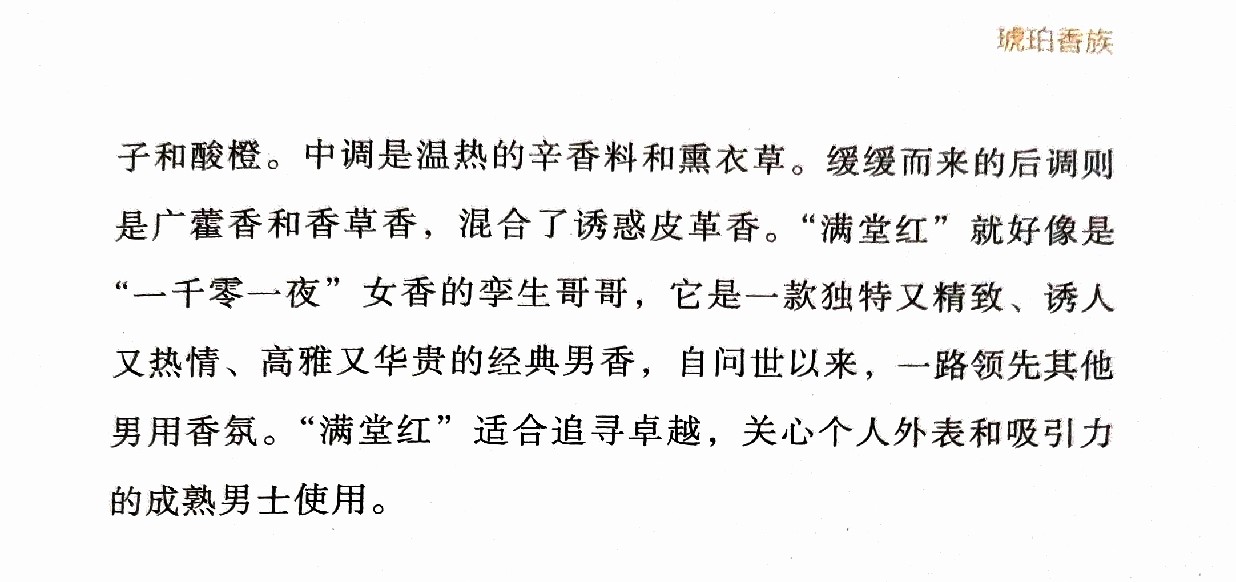 琥珀香族
子和酸橙。中调是温热的辛香料和熏衣草。缓缓而来的后调则
是广藿香和香草香，混合了诱惑皮革香。“满堂红”就好像是
“一千零一夜”女香的孪生哥哥，它是一款独特又精致、诱人
又热情、高雅又华贵的经典男香，自问世以来，一路领先其他
男用香氛。“满堂红”适合追寻卓越，关心个人外表和吸引力
的成熟男士使用。